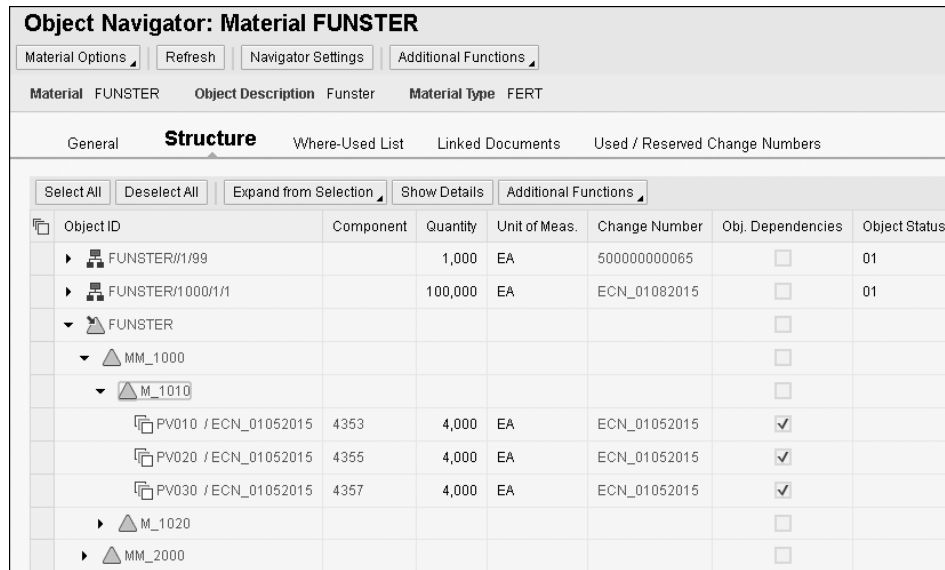 Object Navigator: Material FUNSTER
Material Options Refresh Navigator Settings Additional Functions
Material FUNSTER Object Description Funster Material Type FERT
General Structure Where-Used List Linked Documents Used / Reserved Change Numbers
Select All Deselect All Expand from Selection Show Details Additional Functions
Object ID Component Quantity Unit of Meas. Change Number Obj. Dependencies Object Status
FUNSTER//1/99 1,000 EA 500000000065 01
FUNSTER/1000/1/1 100,000 EA ECN_01082015 01
FUNSTER
MM_1000
M_1010
PV010 / ECN_01052015 4353 4,000 EA ECN_01052015
PV020 / ECN_01052015 4355 4,000 EA ECN_01052015
PV030 / ECN_01052015 4357 4,000 EA ECN_01052015
M_1020
MM_2000